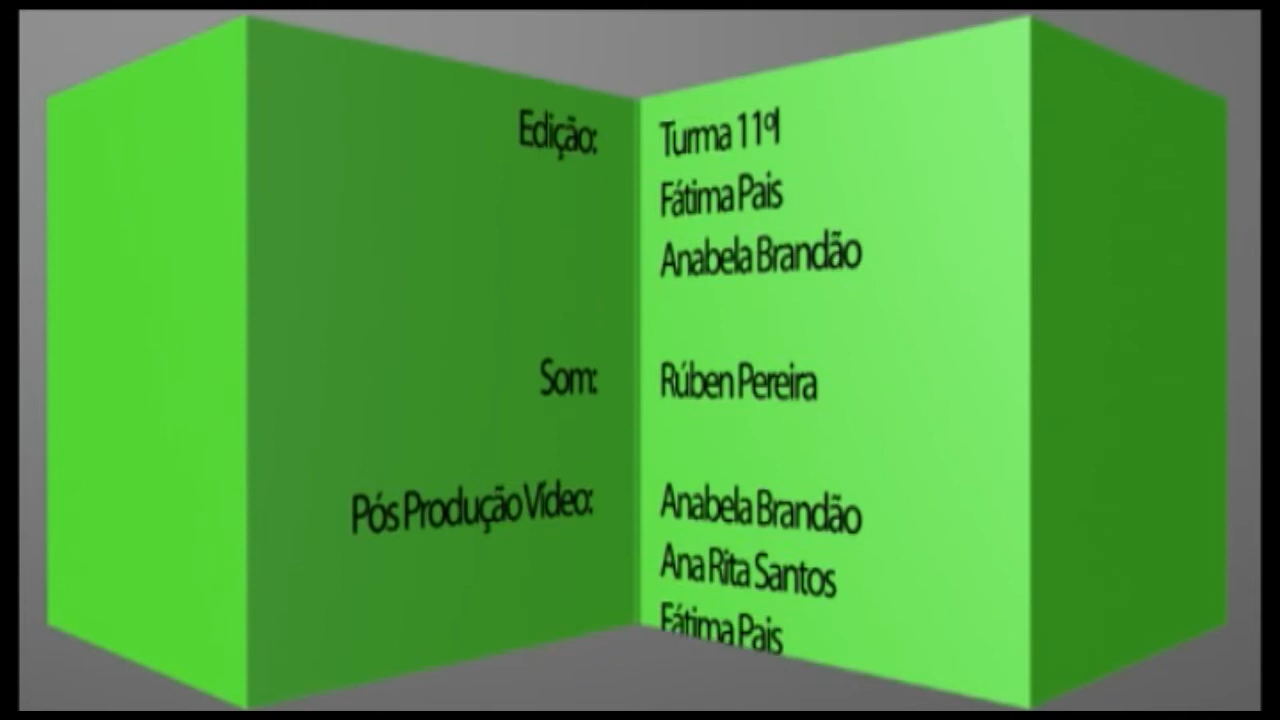 Edição: Turma 11ºI
Fátima Pais
Anabela Brandão
Som: Rúben Pereira
Pós Produção Vídeo: Anabela Brandão
Ana Rita Santos
Fátima Pais